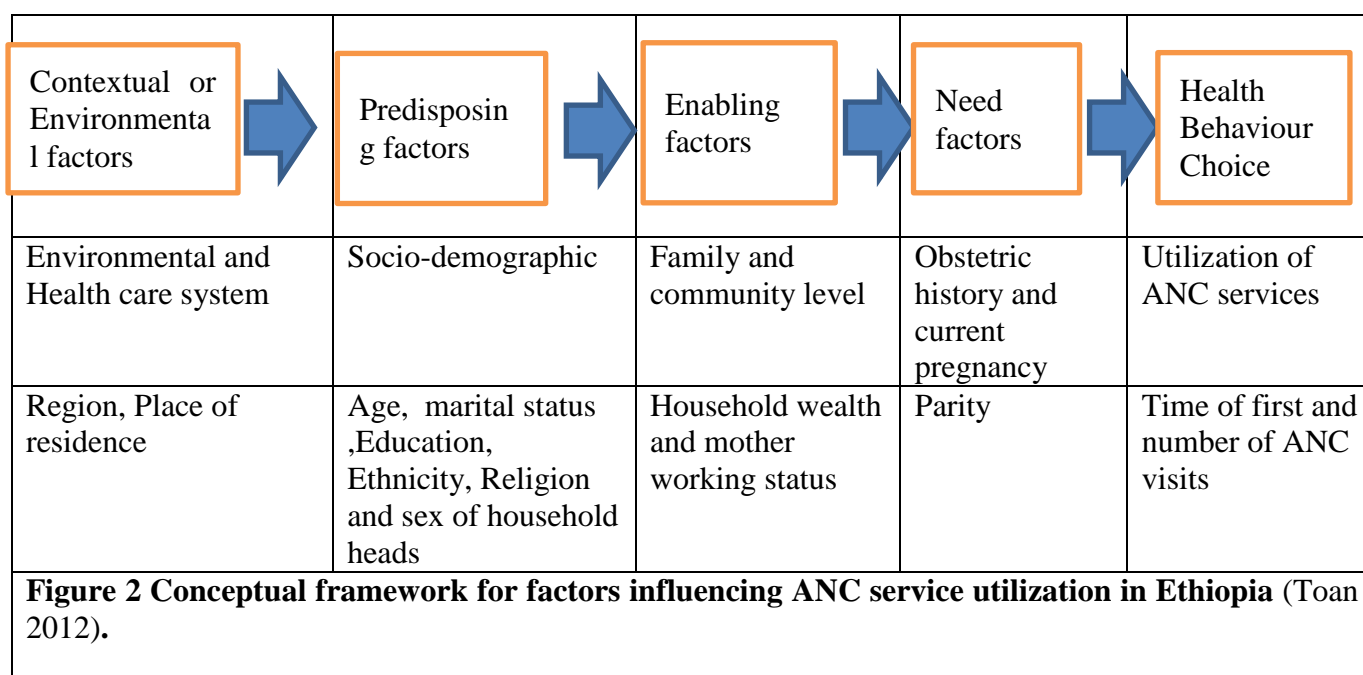 Contextual or
Environmenta
l factors
Predisposin
g factors
Enabling
factors
Need
factors
Health
Behaviour
Choice
Environmental and
Health care system
Socio-demographic
Family and
community level
Obstetric
history and
current
pregnancy
Utilization of
ANC services
Region, Place of
residence
Age, marital status
,Education,
Ethnicity, Religion
and sex of household
heads
Household wealth
and mother
working status
Parity
Time of first and
number of ANC
visits
Figure 2 Conceptual framework for factors influencing ANC service utilization in Ethiopia (Toan
2012).